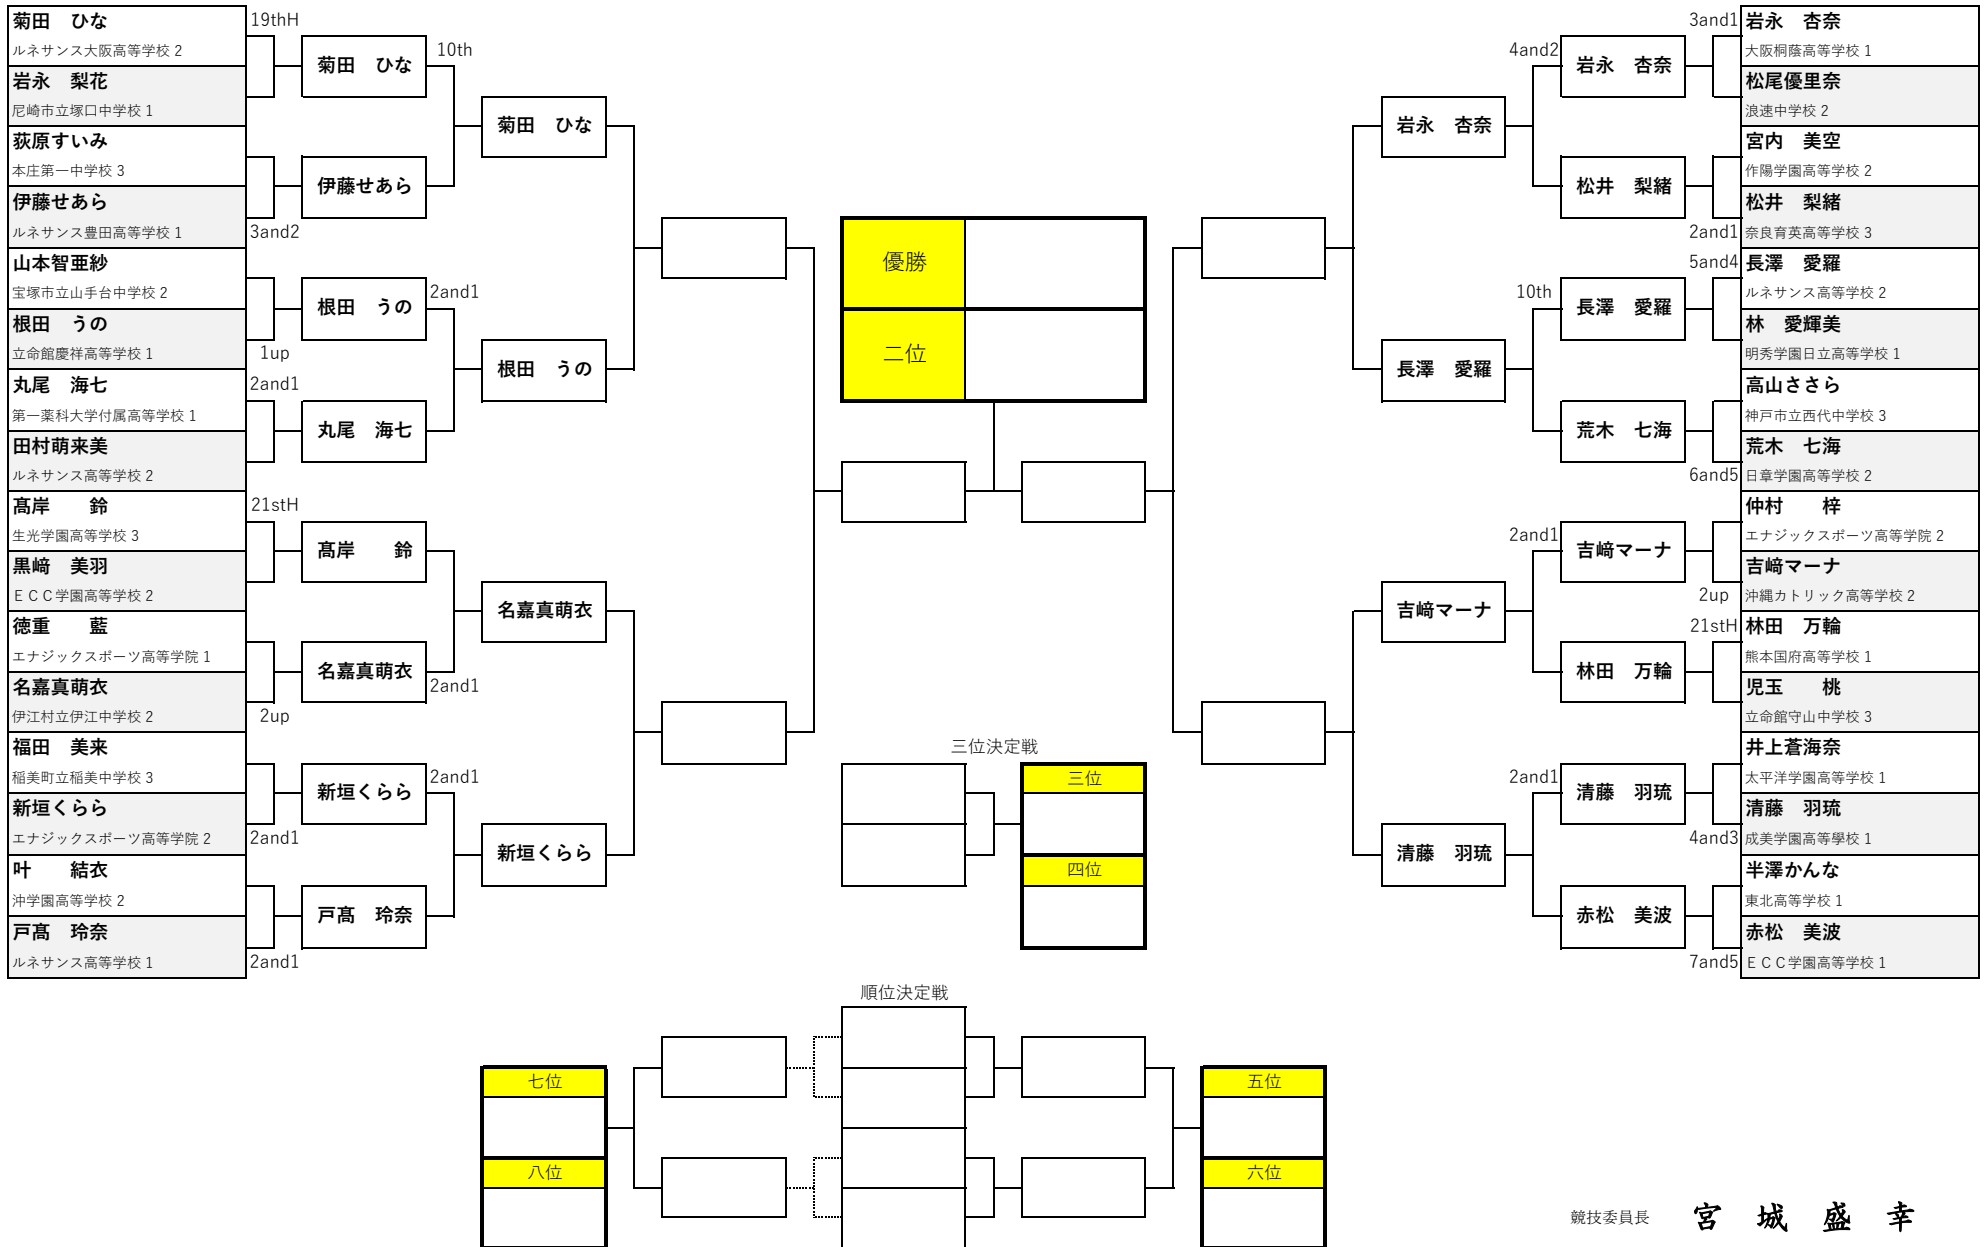 菊田　ひな
ルネサンス大阪高等学校 2
岩永　梨花
尼崎市立塚口中学校 1
荻原すいみ
本庄第一中学校 3
伊藤せあら
ルネサンス豊田高等学校 1
山本智亜紗
宝塚市立山手台中学校 2
根田　うの
立命館慶祥高等学校 1
丸尾　海七
第一薬科大学付属高等学校 1
田村萌来美
ルネサンス高等学校 2
髙岸　　鈴
生光学園高等学校 3
黒﨑　美羽
ＥＣＣ学園高等学校 2
徳重　　藍
エナジックスポーツ高等学院 1
名嘉真萌衣
伊江村立伊江中学校 2
福田　美来
稲美町立稲美中学校 3
新垣くらら
エナジックスポーツ高等学院 2
叶　　結衣
沖学園高等学校 2
戸髙　玲奈
ルネサンス高等学校 1
19thH
3and2
1up
2and1
21stH
2up
2and1
2and1
菊田　ひな
伊藤せあら
根田　うの
丸尾　海七
髙岸　　鈴
名嘉真萌衣
新垣くらら
戸髙　玲奈
10th
2and1
2and1
2and1
菊田　ひな
根田　うの
名嘉真萌衣
新垣くらら
優勝
二位
三位決定戦
三位
四位
順位決定戦
七位
八位
五位
六位
岩永　杏奈
長澤　愛羅
吉﨑マーナ
清藤　羽琉
4and2
10th
2and1
2and1
岩永　杏奈
松井　梨緒
長澤　愛羅
荒木　七海
吉﨑マーナ
林田　万輪
清藤　羽琉
赤松　美波
3and1
2and1
5and4
6and5
2up
21stH
4and3
7and5
岩永　杏奈
大阪桐蔭高等学校 1
松尾優里奈
浪速中学校 2
宮内　美空
作陽学園高等学校 2
松井　梨緒
奈良育英高等学校 3
長澤　愛羅
ルネサンス高等学校 2
林　愛輝美
明秀学園日立高等学校 1
高山ささら
神戸市立西代中学校 3
荒木　七海
日章学園高等学校 2
仲村　　梓
エナジックスポーツ高等学院 2
吉﨑マーナ
沖縄カトリック高等学校 2
林田　万輪
熊本国府高等学校 1
児玉　　桃
立命館守山中学校 3
井上蒼海奈
太平洋学園高等学校 1
清藤　羽琉
成美学園高等學校 1
半澤かんな
東北高等学校 1
赤松　美波
ＥＣＣ学園高等学校 1
競技委員長　宮 城 盛 幸